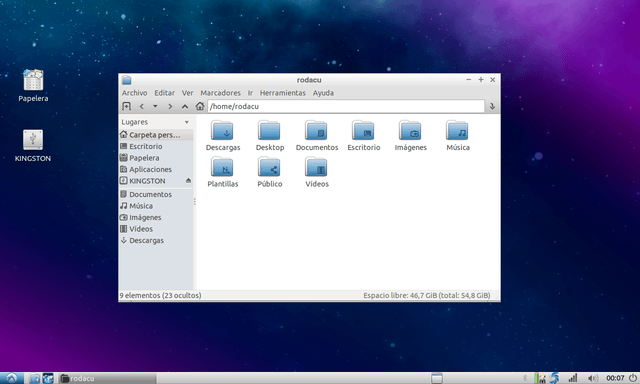 Papelera
KINGSTON
rodacu
Archivo Editar Ver Marcadores Ir Herramientas Ayuda
/home/rodacu
Lugares
Carpeta pers...
Escritorio
Papelera
Aplicaciones
KINGSTON
Documentos
Música
Imágenes
Vídeos
Descargas
Descargas Desktop Documentos Escritorio Imágenes Música
Plantillas Público Vídeos
9 elementos (23 ocultos) Espacio libre: 46,7 GiB (total: 54,8 GiB)
rodacu 00:07